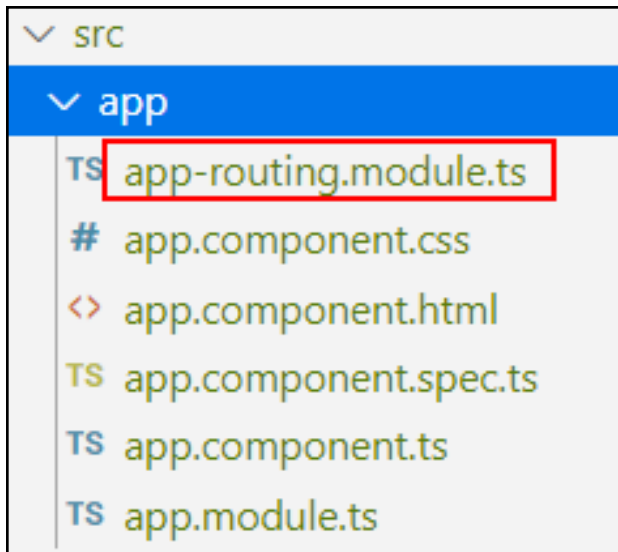 src
app
TS app-routing.module.ts
# app.component.css
<> app.component.html
TS app.component.spec.ts
TS app.component.ts
TS app.module.ts